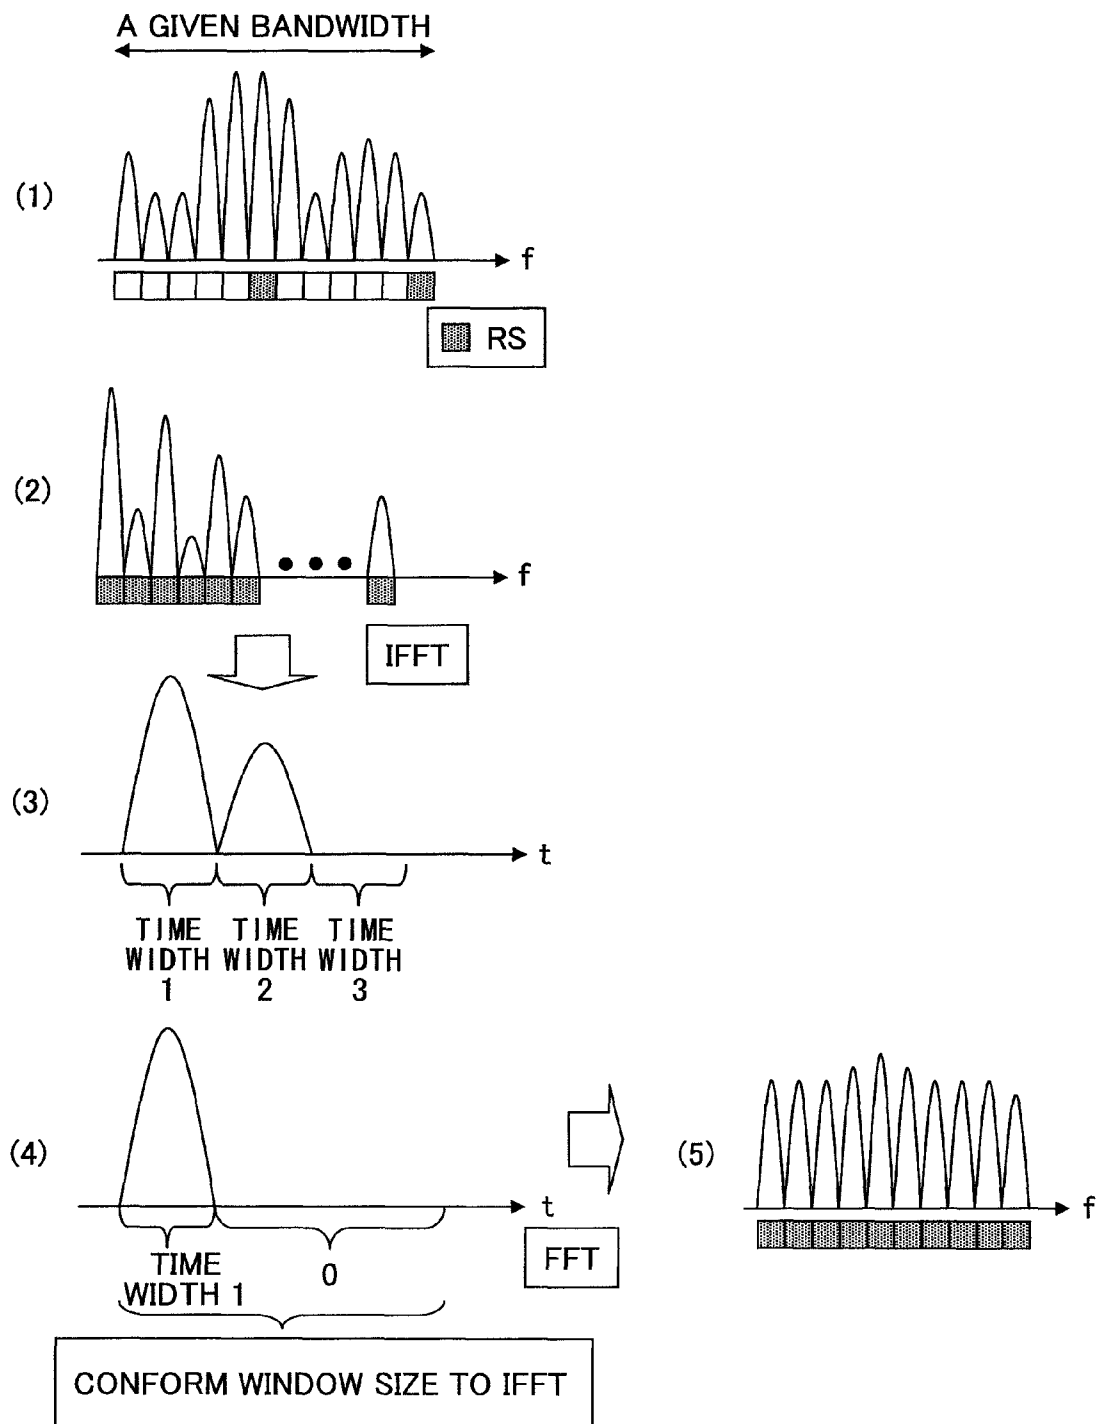 A GIVEN BANDWIDTH
(1)
f
RS
(2)
f
IFFT
(3)
t
TIME WIDTH 1
TIME WIDTH 2
TIME WIDTH 3
(4)
t
TIME
WIDTH 1
0
FFT
(5)
f
CONFORM WINDOW SIZE TO IFFT